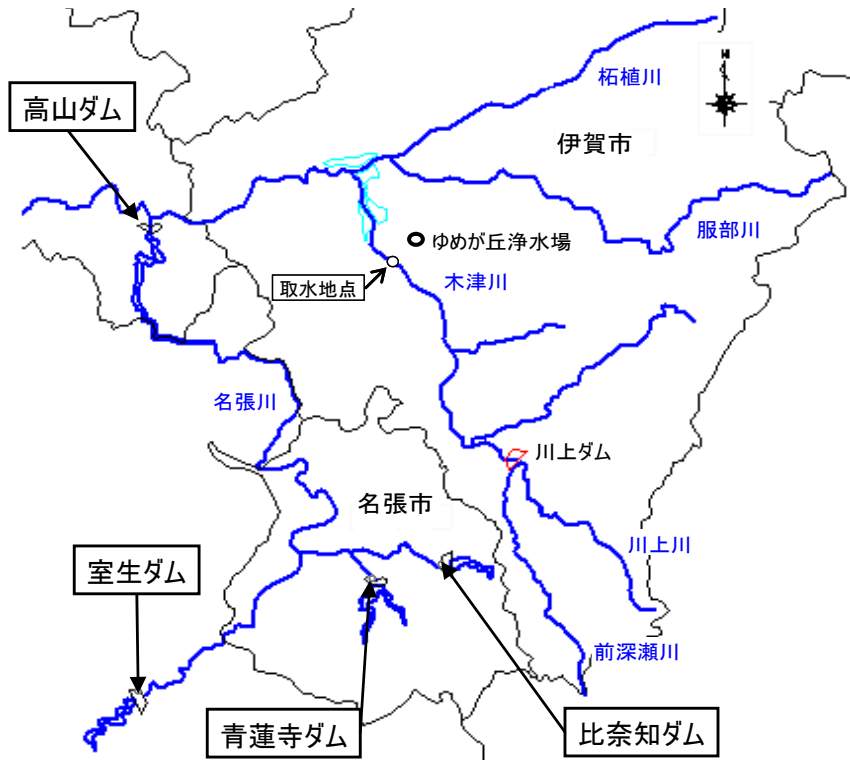 柘植川
高山ダム
伊賀市
服部川
ゆめが丘浄水場
木津川
取水地点
名張川
川上ダム
名張市
川上川
室生ダム
前深瀬川
青蓮寺ダム
比奈知ダム